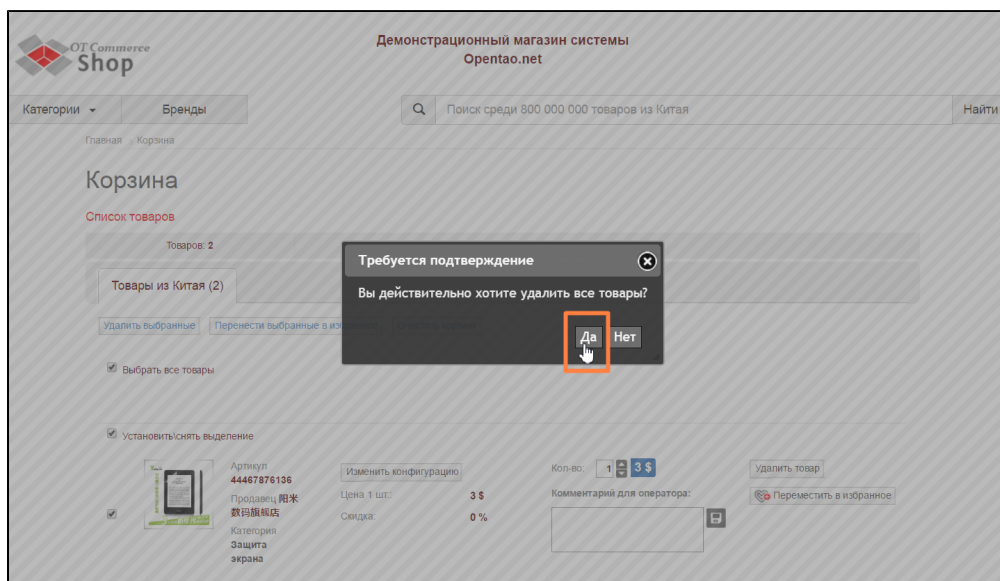 OT Commerce
Shop
Демонстрационный магазин системы
Opentao.net
Категории
Бренды
Поиск среди 800 000 000 товаров из Китая
Найти
Главная > Корзина
Корзина
Список товаров
Товаров: 2
Товары из Китая (2)
Требуется подтверждение
Вы действительно хотите удалить все товары?
Да
Нет
Удалить выбранные
Перенести выбранные в из
Выбрать все товары
Установить\снять выделение
Артикул
44467876136
Продавец 阳米
数码旗舰店
Категория
Защита
экрана
Изменить конфигурацию
Цена 1 шт.: 3 $
Скидка: 0 %
Кол-во: 1 3 $
Комментарий для оператора:
Удалить товар
Переместить в избранное